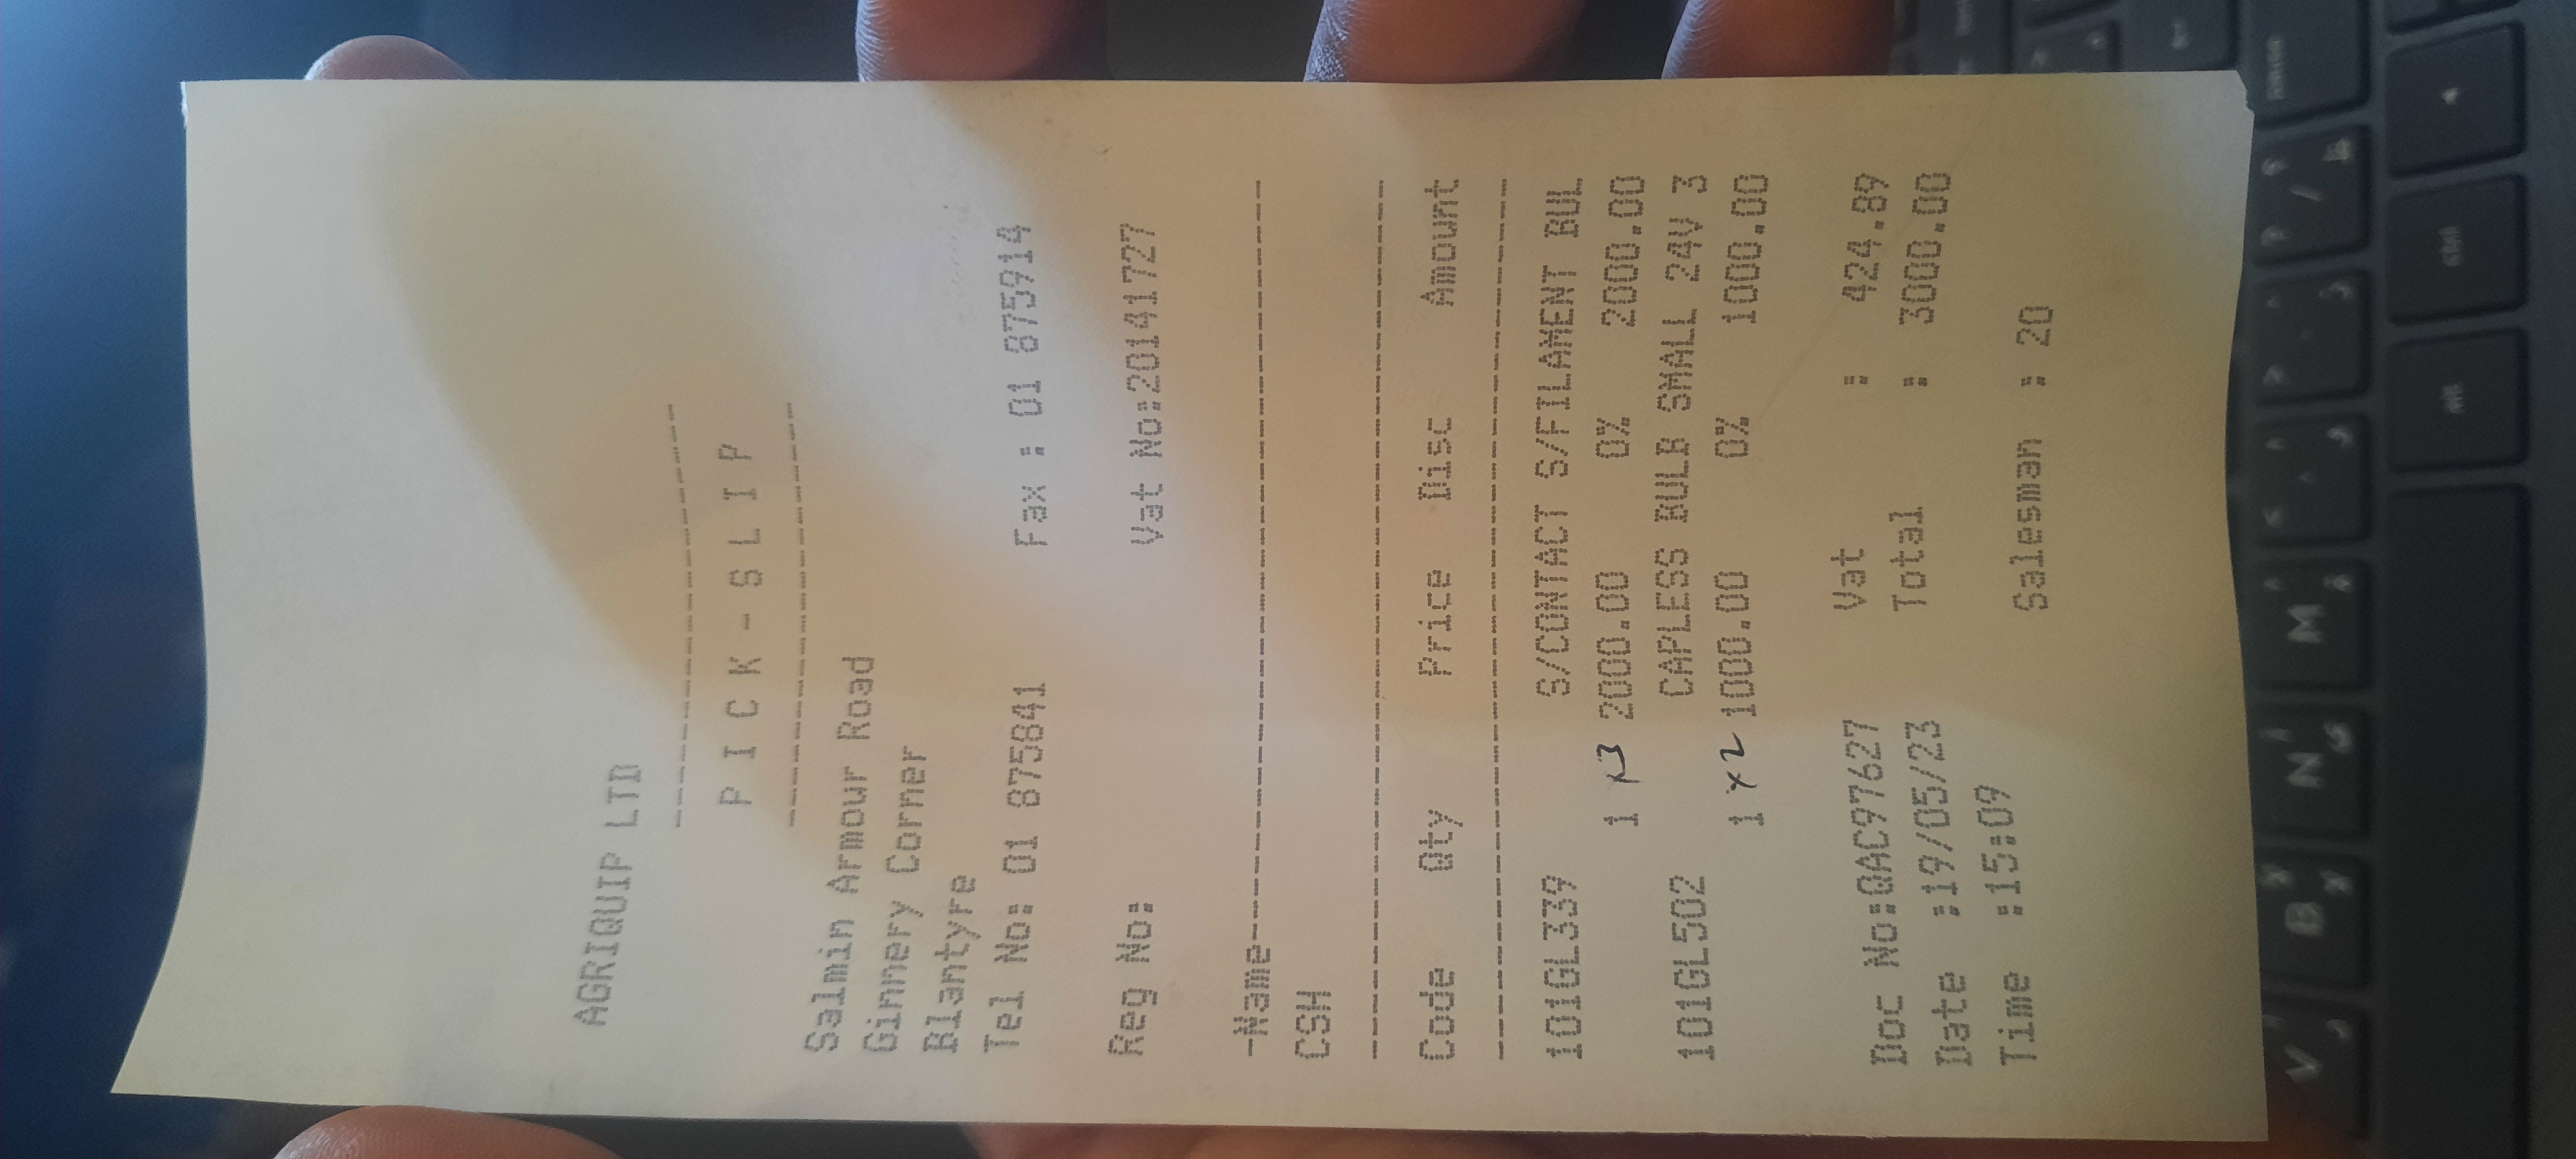 AGRIQUIP LTD
--------------------
P I C K - S L I P
--------------------
Salmin Armour Road
Ginnery Corner
Blantyre
Tel No: 01 875841 Fax : 01 875914
Reg No: Vat No:20141727
-Name-----------------------------------
CSH
-----------------------------------------
Code Qty Price Disc Amount
-----------------------------------------
101GL339 S/CONTACT S/FILAMENT BUL
1 x3 2000.00 0% 2000.00
101GL502 CAPLESS BULB SMALL 24V 3
1 x2 1000.00 0% 1000.00
Vat : 424.89
Doc No:QAC97627
Total : 3000.00
Date :19/05/23
Time :15:09
Salesman : 20
V B N M /
alt ctrl